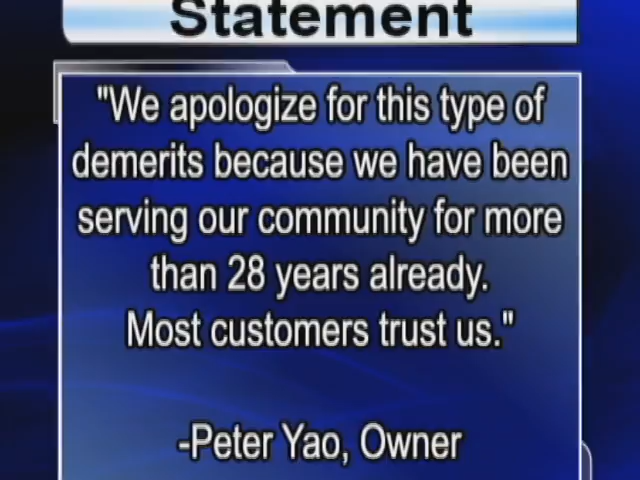 Statement
"We apologize for this type of
demerits because we have been
serving our community for more
than 28 years already.
Most customers trust us."
-Peter Yao, Owner